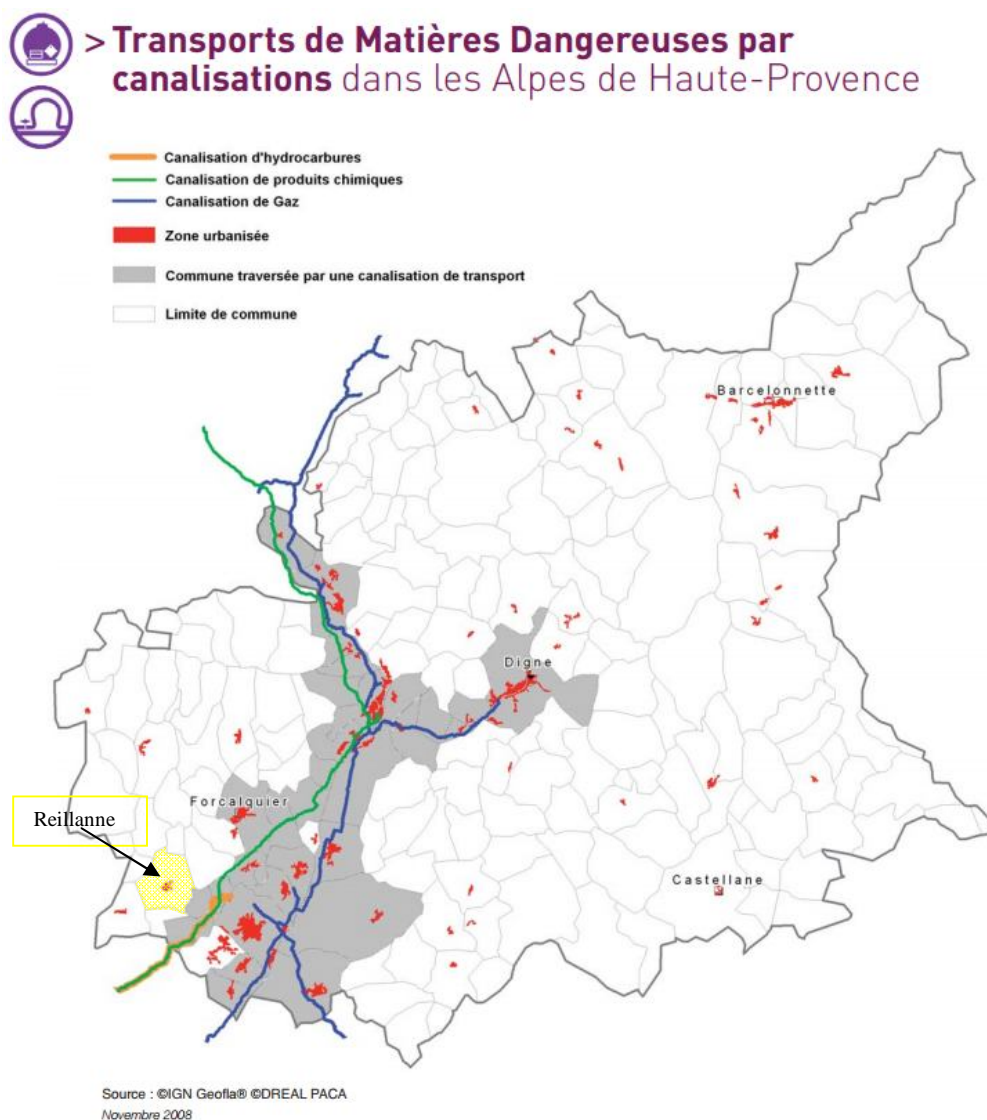 > Transports de Matières Dangereuses par
canalisations dans les Alpes de Haute-Provence
Canalisation d'hydrocarbures
Canalisation de produits chimiques
Canalisation de Gaz
Zone urbanisée
Commune traversée par une canalisation de transport
Limite de commune
Barcelonnette
Digne
Forcalquier
Reillanne
Castellane
Source : ©IGN Geofla® ©DREAL PACA
Novembre 2008